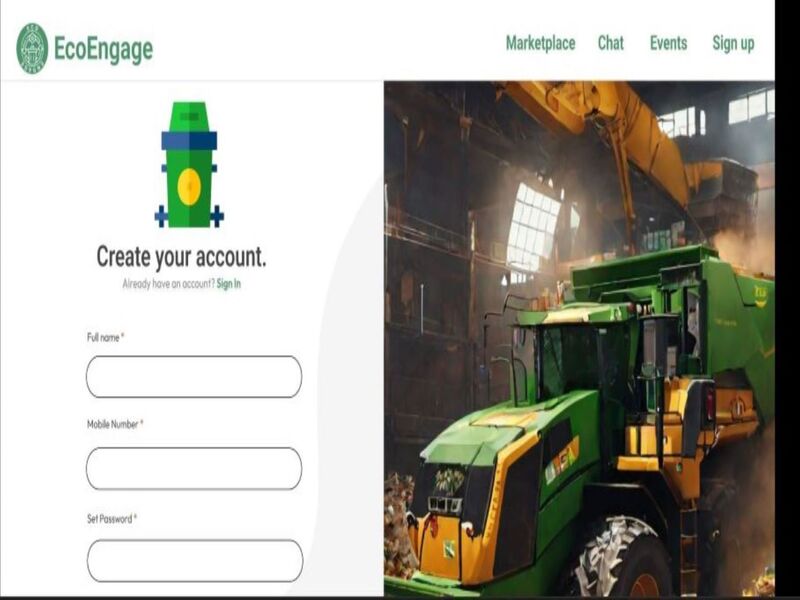 EcoEngage
Marketplace Chat Events Sign up
Create your account.
Already have an account? Sign In
Full name *
Mobile Number *
Set Password *